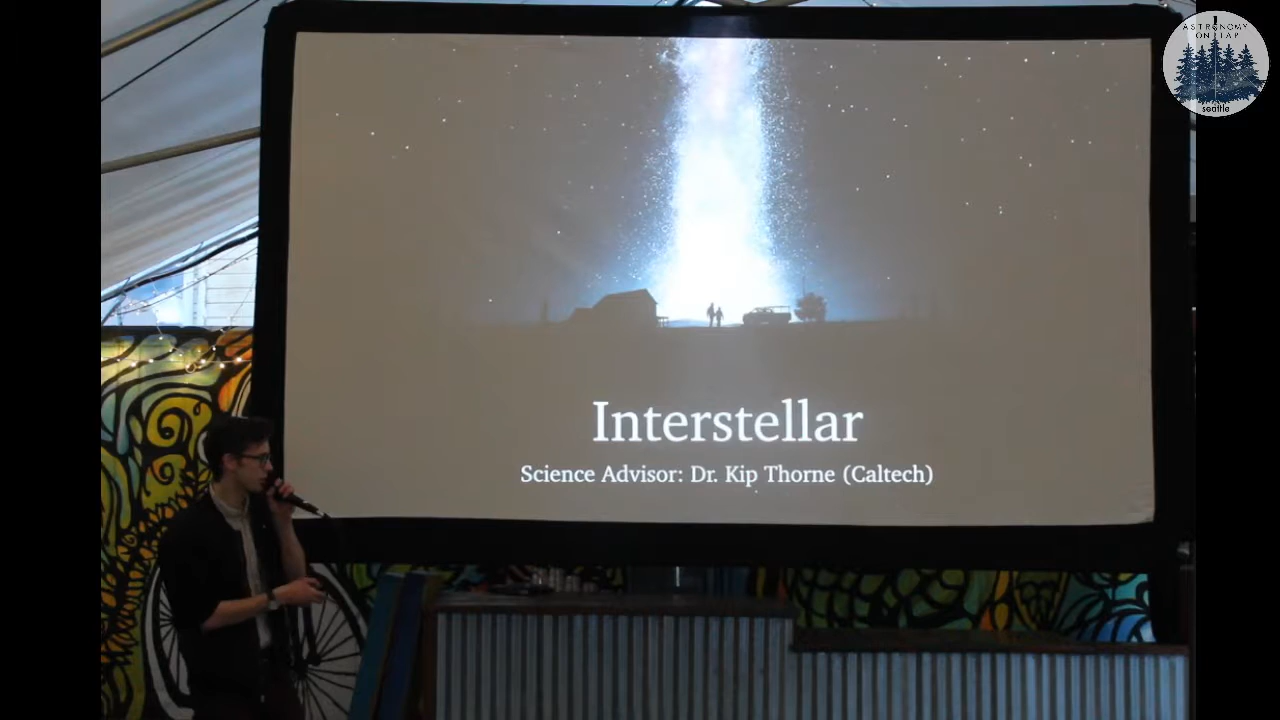 ASTRONOMY
ON TAP
seattle
Interstellar
Science Advisor: Dr. Kip Thorne (Caltech)